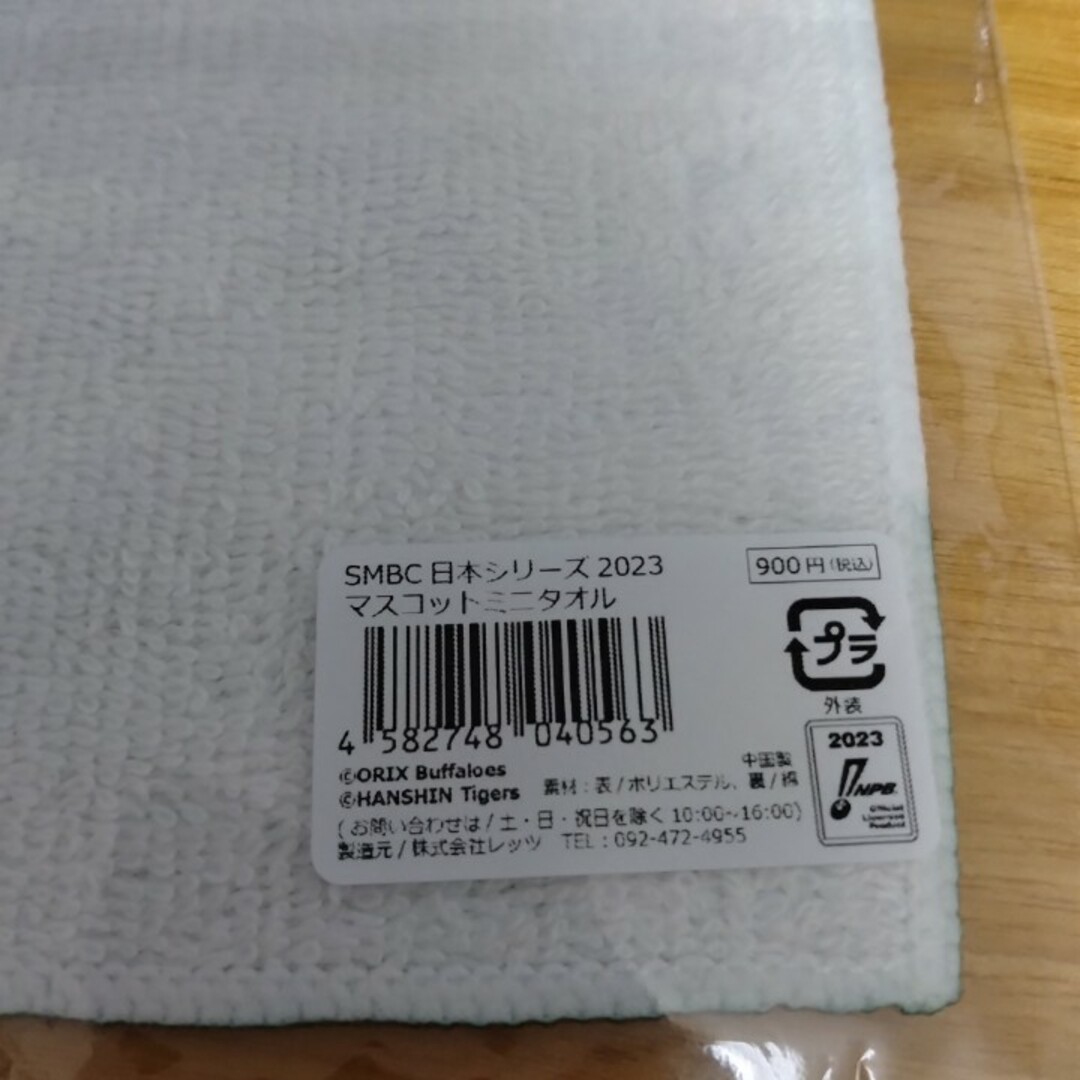 SMBC 日本シリーズ 2023
マスコットミニタオル
900円(税込)
プラ
外装
4 582748 040563
2023
NPB
Official
Licensed
Product
©ORIX Buffaloes
©HANSHIN Tigers
中国製
素材：表/ポリエステル、裏/綿
(お問い合わせは/土・日・祝日を除く 10:00~16:00)
製造元/株式会社レッツ TEL：092-472-4955